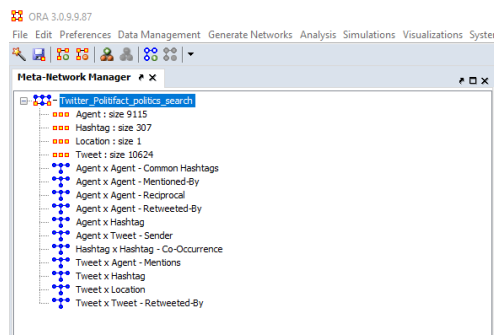 ORA 3.0.9.9.87
File Edit Preferences Data Management Generate Networks Analysis Simulations Visualizations Syste
Meta-Network Manager
Twitter_Politifact_politics_search
Agent : size 9115
Hashtag : size 307
Location : size 1
Tweet : size 10624
Agent x Agent - Common Hashtags
Agent x Agent - Mentioned-By
Agent x Agent - Reciprocal
Agent x Agent - Retweeted-By
Agent x Hashtag
Agent x Tweet - Sender
Hashtag x Hashtag - Co-Occurrence
Tweet x Agent - Mentions
Tweet x Hashtag
Tweet x Location
Tweet x Tweet - Retweeted-By